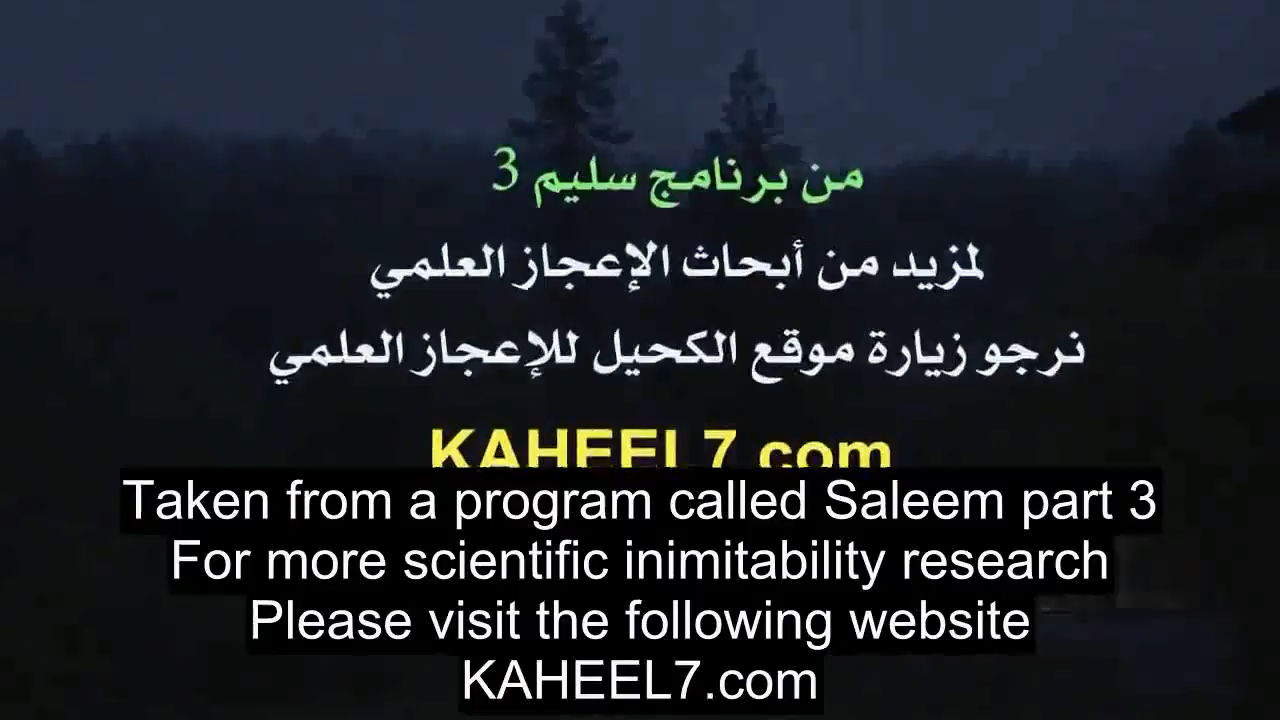 من برنامج سليم 3
لمزيد من أبحاث الإعجاز العلمي
نرجو زيارة موقع الكحيل للإعجاز العلمي
KAHEEL7.com
Taken from a program called Saleem part 3
For more scientific inimitability research
Please visit the following website
KAHEEL7.com